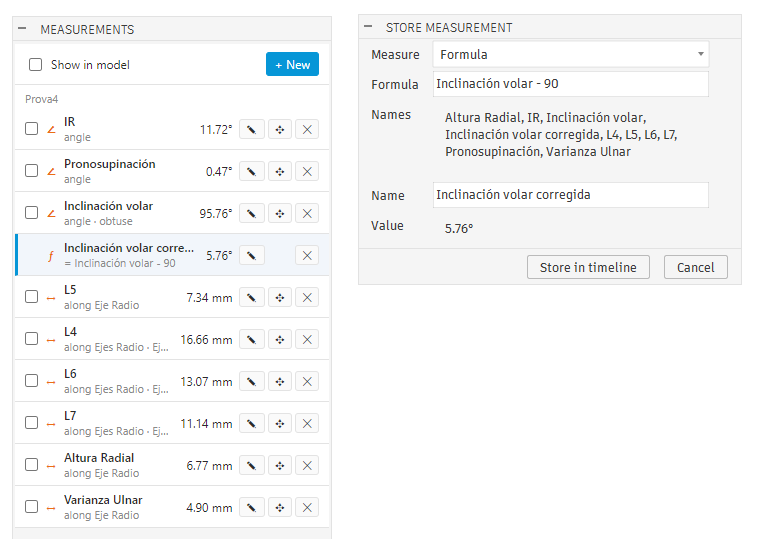 MEASUREMENTS
Show in model
+ New
Prova4
IR
angle
11.72°
Pronosupinación
angle
0.47°
Inclinación volar
angle · obtuse
95.76°
Inclinación volar corre...
= Inclinación volar - 90
5.76°
L5
along Eje Radio
7.34 mm
L4
along Ejes Radio · Ej...
16.66 mm
L6
along Ejes Radio · Ej...
13.07 mm
L7
along Ejes Radio · Ej...
11.14 mm
Altura Radial
along Eje Radio
6.77 mm
Varianza Ulnar
along Eje Radio
4.90 mm
STORE MEASUREMENT
Measure Formula
Formula Inclinación volar - 90
Names Altura Radial, IR, Inclinación volar,
Inclinación volar corregida, L4, L5, L6, L7,
Pronosupinación, Varianza Ulnar
Name Inclinación volar corregida
Value 5.76°
Store in timeline Cancel